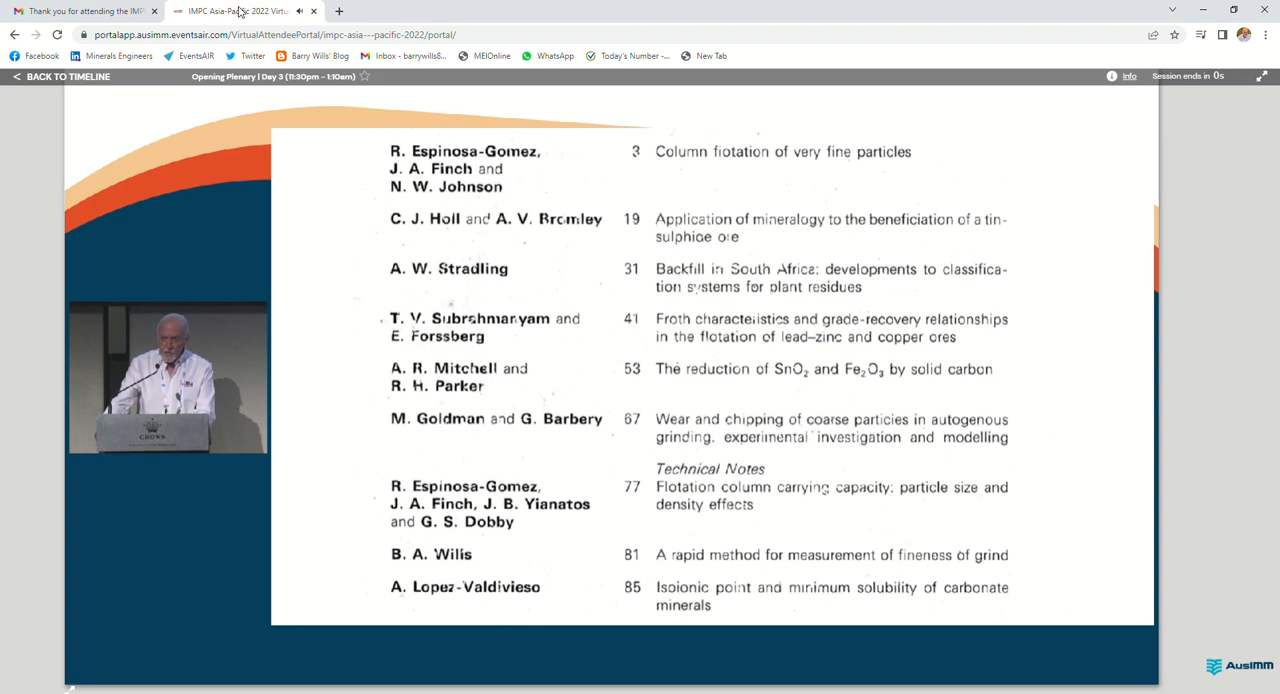 Thank you for attending the IMPC
IMPC Asia-Pacific 2022 Virtu
portalapp.ausimm.eventsair.com/VirtualAttendeePortal/impc-asia---pacific-2022/portal/
Facebook
Minerals Engineers
EventsAIR
Twitter
Barry Wills' Blog
Inbox - barrywills8...
MEIOnline
WhatsApp
Today's Number -...
New Tab
< BACK TO TIMELINE
Opening Plenary | Day 3 (11:30pm - 1:10am)
Info
Session ends in 0s
R. Espinosa-Gomez, 3 Column flotation of very fine particles
J. A. Finch and
N. W. Johnson
C. J. Hall and A. V. Bromley 19 Application of mineralogy to the beneficiation of a tin-
sulphide ore
A. W. Stradling 31 Backfill in South Africa: developments to classifica-
tion systems for plant residues
T. V. Subrahmanyam and 41 Froth characteristics and grade-recovery relationships
E. Forssberg in the flotation of lead–zinc and copper ores
A. R. Mitchell and 53 The reduction of SnO₂ and Fe₂O₃ by solid carbon
R. H. Parker
M. Goldman and G. Barbery 67 Wear and chipping of coarse particles in autogenous
grinding. experimental investigation and modelling
Technical Notes
R. Espinosa-Gomez, 77 Flotation column carrying capacity: particle size and
J. A. Finch, J. B. Yianatos density effects
and G. S. Dobby
B. A. Wills 81 A rapid method for measurement of fineness of grind
A. Lopez-Valdivieso 85 Isoionic point and minimum solubility of carbonate
minerals
CROWN
AusIMM